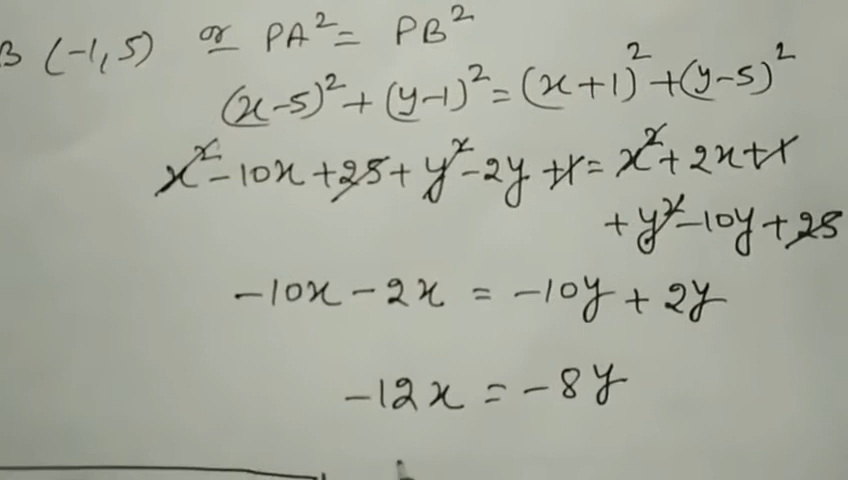 B (-1,5) or PA² = PB²
(x-5)² + (y-1)² = (x+1)² + (y-5)²
x² - 10x + 25 + y² - 2y + 1 = x² + 2x + 1
+ y² - 10y + 25
-10x - 2x = -10y + 2y
-12x = -8y